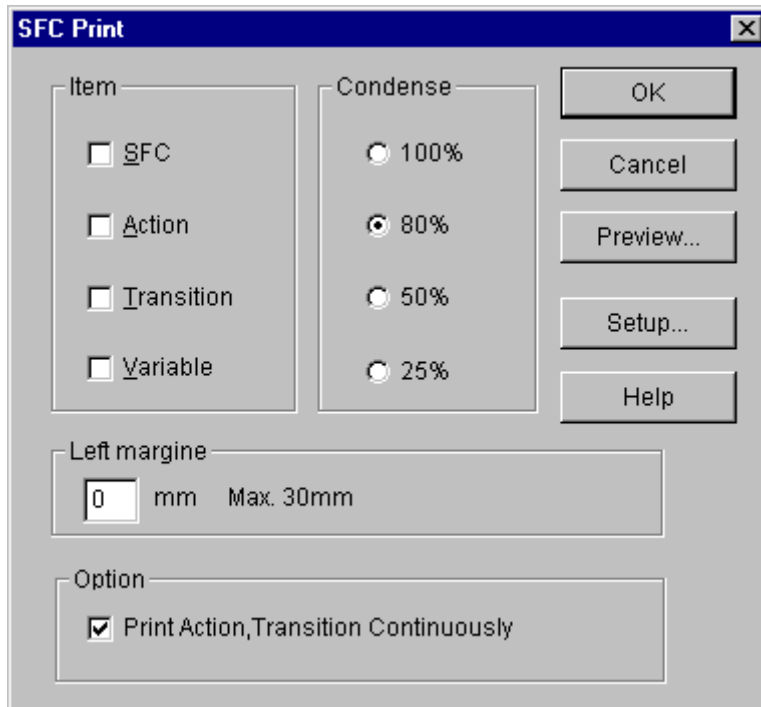 SFC Print
Item
SFC
Action
Transition
Variable
Condense
100%
80%
50%
25%
OK
Cancel
Preview...
Setup...
Help
Left margine
0 mm Max. 30mm
Option
Print Action,Transition Continuously